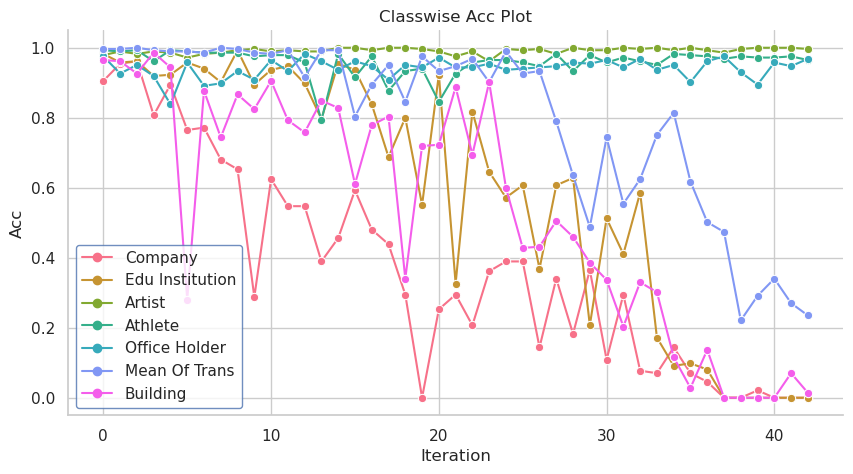 Classwise Acc Plot
1.0
0.8
0.6
0.4
0.2
0.0
Acc
Company
Edu Institution
Artist
Athlete
Office Holder
Mean Of Trans
Building
0 10 20 30 40
Iteration